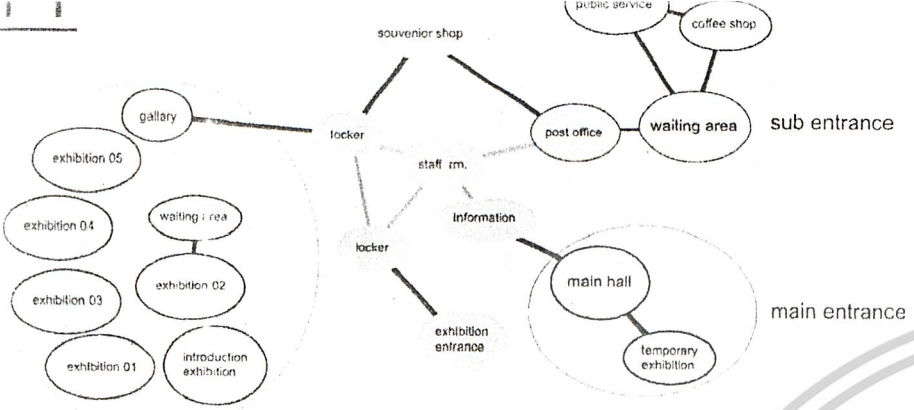 public service
coffee shop
souvenior shop
gallary
locker
post office
waiting area
sub entrance
exhibition 05
staff rm.
exhibition 04
waiting area
information
locker
exhibition 03
exhibition 02
main hall
main entrance
exhibition
entrance
exhibition 01
introduction
exhibition
temporary
exhibition